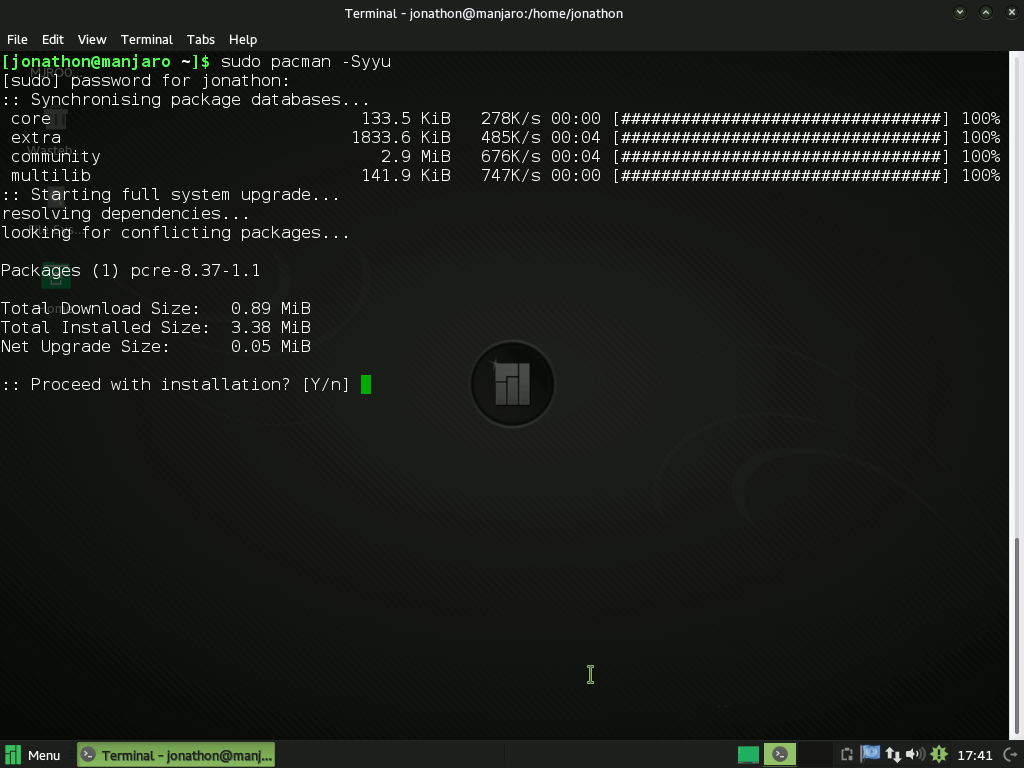 Terminal - jonathon@manjaro:/home/jonathon
File Edit View Terminal Tabs Help
[jonathon@manjaro ~]$ sudo pacman -Syyu
[sudo] password for jonathon:
:: Synchronising package databases...
core 133.5 KiB 278K/s 00:00 [################################] 100%
extra 1833.6 KiB 485K/s 00:04 [################################] 100%
community 2.9 MiB 676K/s 00:04 [################################] 100%
multilib 141.9 KiB 747K/s 00:00 [################################] 100%
:: Starting full system upgrade...
resolving dependencies...
looking for conflicting packages...
Packages (1) pcre-8.37-1.1
Total Download Size: 0.89 MiB
Total Installed Size: 3.38 MiB
Net Upgrade Size: 0.05 MiB
:: Proceed with installation? [Y/n]
Menu Terminal - jonathon@manj... 17:41